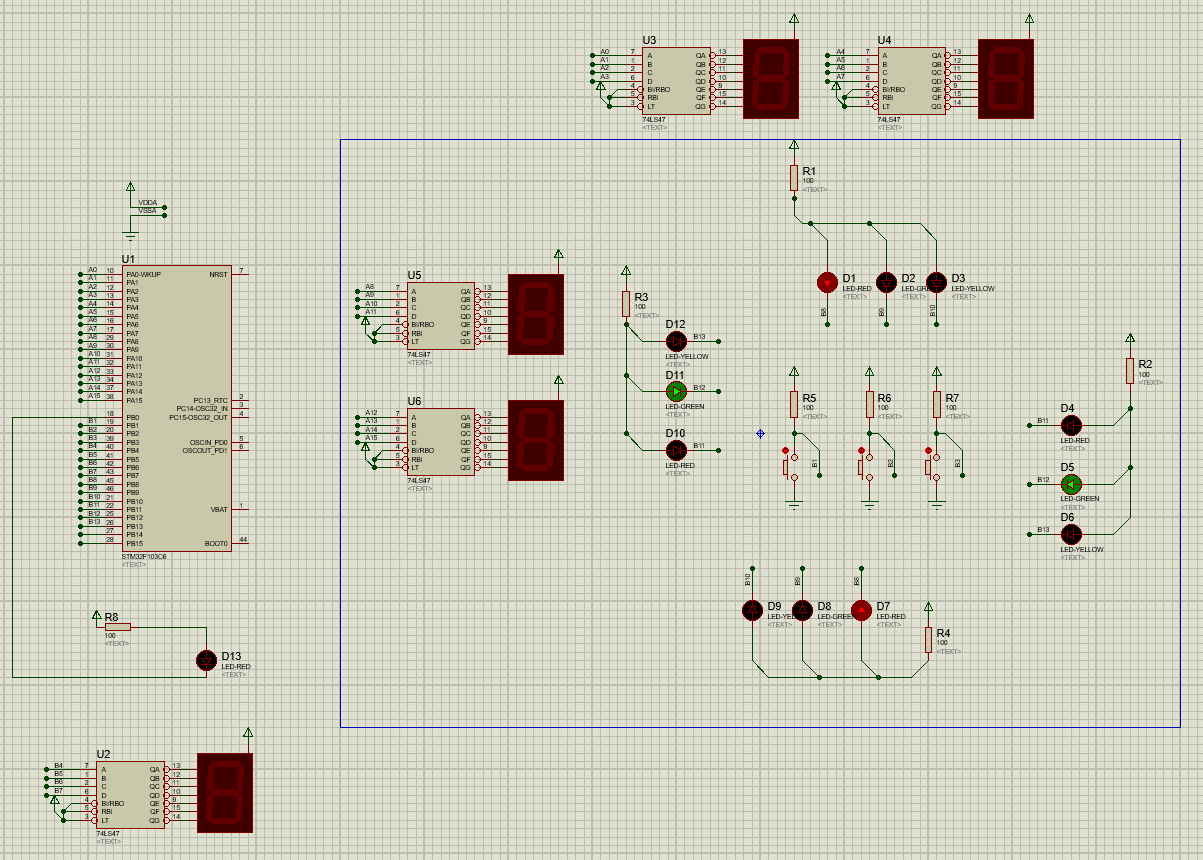 U3
A0 7 A QA 13
A1 1 B QB 12
A2 2 C QC 11
A3 6 D QD 10
4 BI/RBO QE 9
5 RBI QF 15
3 LT QG 14
74LS47
<TEXT>
U4
A4 7 A QA 13
A5 1 B QB 12
A6 2 C QC 11
A7 6 D QD 10
4 BI/RBO QE 9
5 RBI QF 15
3 LT QG 14
74LS47
<TEXT>
R1
100
<TEXT>
VDDA
VSSA
U1
A0 10 PA0-WKUP NRST 7
A1 11 PA1
A2 12 PA2
A3 13 PA3
A4 14 PA4
A5 15 PA5
A6 16 PA6
A7 17 PA7
A8 29 PA8
A9 30 PA9
A10 31 PA10
A11 32 PA11
A12 33 PA12
A13 34 PA13
A14 37 PA14
A15 38 PA15
PC13_RTC 2
PC14-OSC32_IN 3
PC15-OSC32_OUT 4
18 PB0
B1 19 PB1
B2 20 PB2
B3 39 PB3 OSCIN_PD0 5
B4 40 PB4 OSCOUT_PD1 6
B5 41 PB5
B6 42 PB6
B7 43 PB7
B8 45 PB8
B9 46 PB9
B10 21 PB10
B11 22 PB11 VBAT 1
B12 25 PB12
B13 26 PB13
27 PB14
28 PB15 BOOT0 44
STM32F103C6
<TEXT>
U5
A8 7 A QA 13
A9 1 B QB 12
A10 2 C QC 11
A11 6 D QD 10
4 BI/RBO QE 9
5 RBI QF 15
3 LT QG 14
74LS47
<TEXT>
U6
A12 7 A QA 13
A13 1 B QB 12
A14 2 C QC 11
A15 6 D QD 10
4 BI/RBO QE 9
5 RBI QF 15
3 LT QG 14
74LS47
<TEXT>
R3
100
<TEXT>
D12
B13
LED-YELLOW
<TEXT>
D11
B12
LED-GREEN
<TEXT>
D10
B11
LED-RED
<TEXT>
D1
LED-RED
<TEXT>
B8
D2
LED-GRE
<TEXT>
B9
D3
LED-YELLOW
<TEXT>
B10
R5
100
<TEXT>
B1
R6
100
<TEXT>
B2
R7
100
<TEXT>
B3
R2
100
<TEXT>
D4
B11
LED-RED
<TEXT>
D5
B12
LED-GREEN
<TEXT>
D6
B13
LED-YELLOW
<TEXT>
B10
D9
LED-YEL
<TEXT>
B9
D8
LED-GREE
<TEXT>
B8
D7
LED-RED
<TEXT>
R4
100
<TEXT>
R8
100
<TEXT>
D13
LED-RED
<TEXT>
U2
B4 7 A QA 13
B5 1 B QB 12
B6 2 C QC 11
B7 6 D QD 10
4 BI/RBO QE 9
5 RBI QF 15
3 LT QG 14
74LS47
<TEXT>